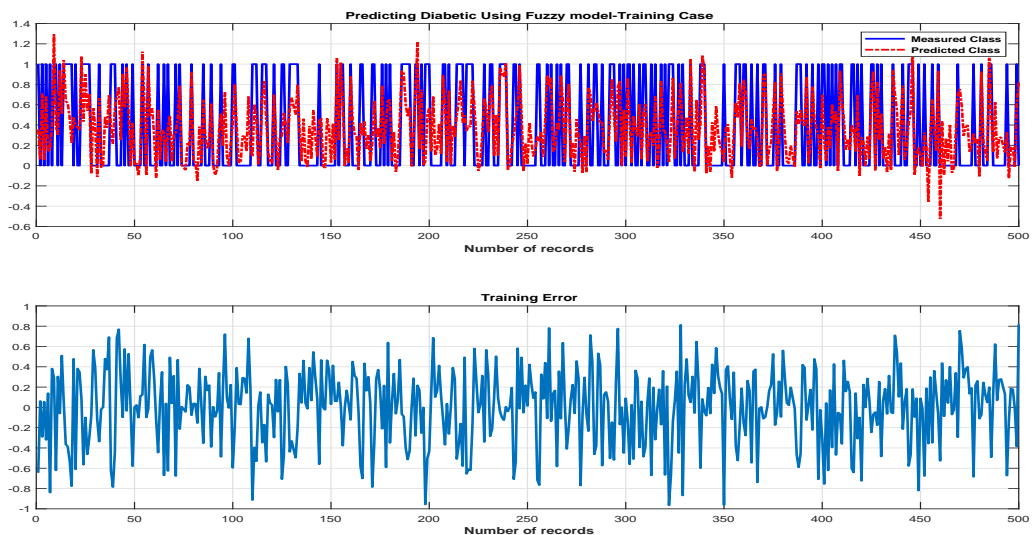 Predicting Diabetic Using Fuzzy model-Training Case
1.4
1.2
1
0.8
0.6
0.4
0.2
0
-0.2
-0.4
-0.6
Measured Class
Predicted Class
0 50 100 150 200 250 300 350 400 450 500
Number of records
Training Error
1
0.8
0.6
0.4
0.2
0
-0.2
-0.4
-0.6
-0.8
-1
0 50 100 150 200 250 300 350 400 450 500
Number of records